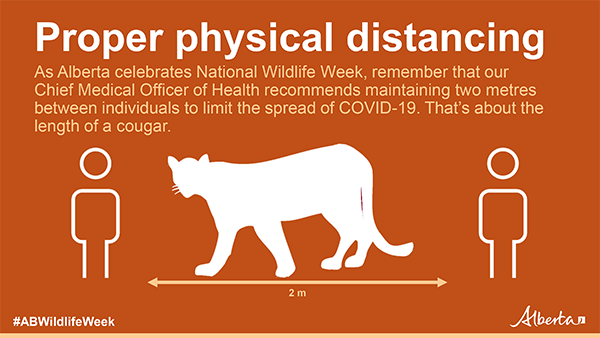 Proper physical distancing
As Alberta celebrates National Wildlife Week, remember that our
Chief Medical Officer of Health recommends maintaining two metres
between individuals to limit the spread of COVID-19. That's about the
length of a cougar.
2 m
#ABWildlifeWeek
Alberta